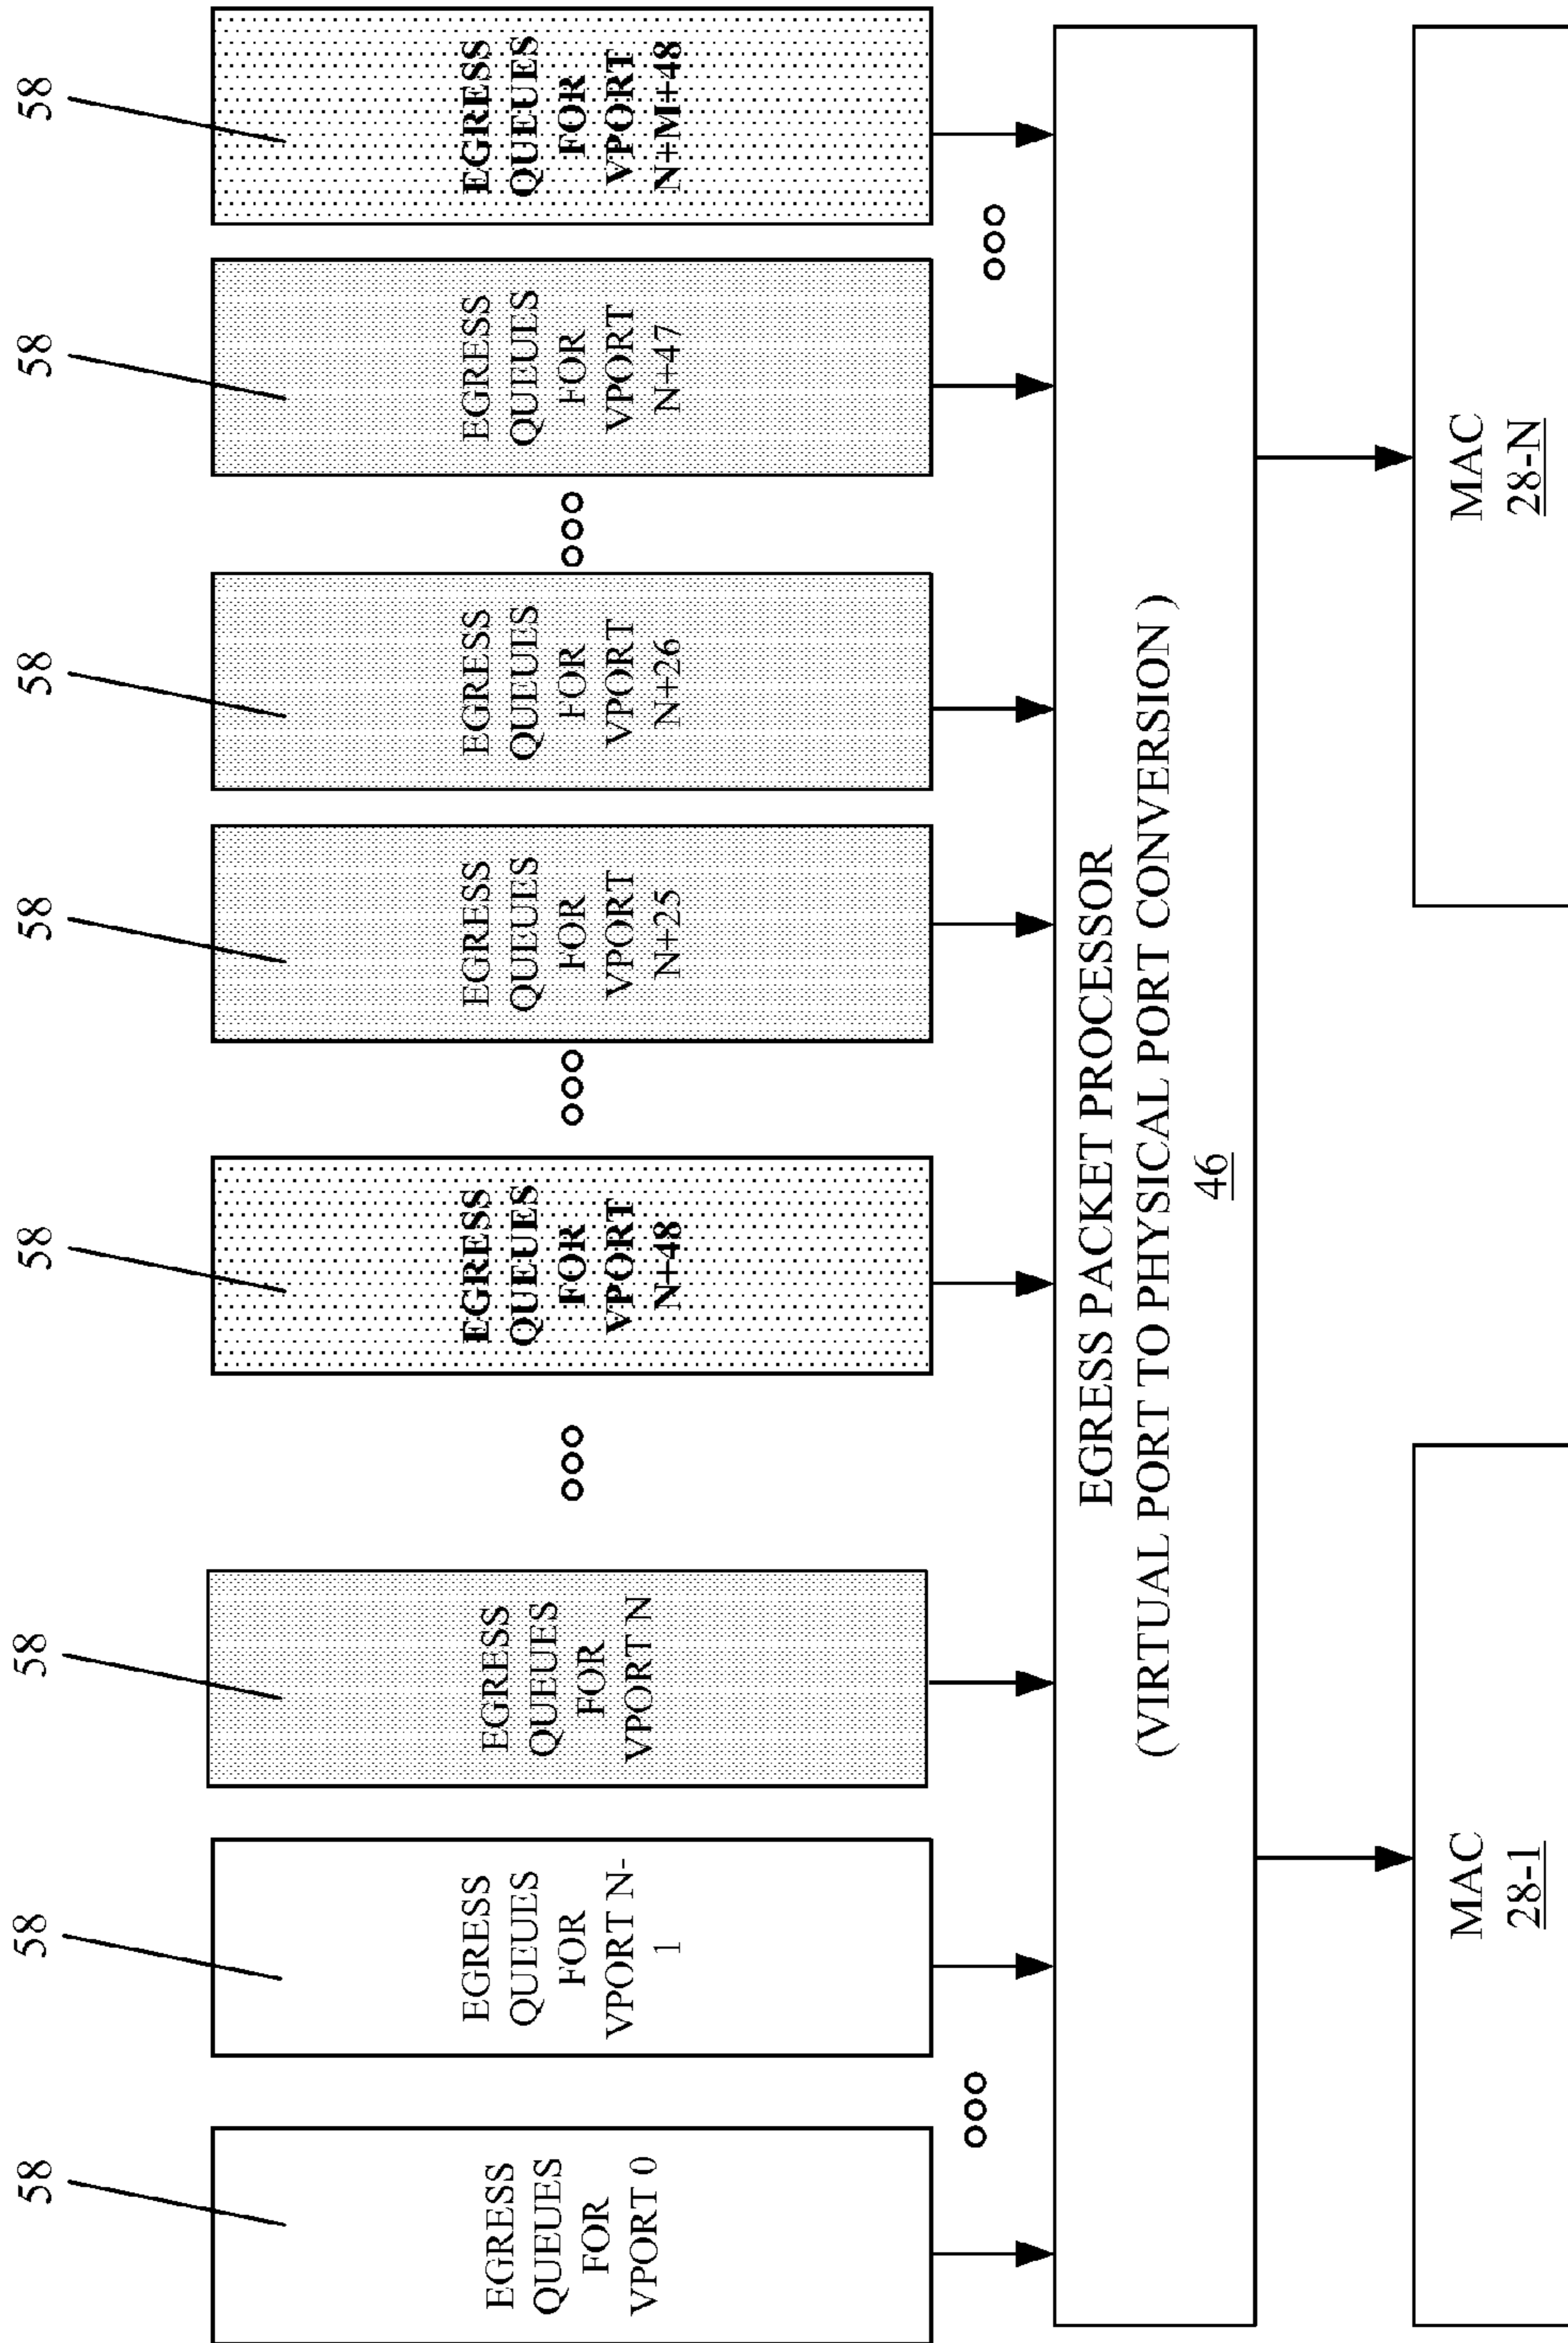 58
58
58
58
58
58
58
58
EGRESS
QUEUES
FOR
VPORT 0
EGRESS
QUEUES
FOR
VPORT N-
1
EGRESS
QUEUES
FOR
VPORT N
EGRESS
QUEUES
FOR
VPORT
N+48
EGRESS
QUEUES
FOR
VPORT
N+25
EGRESS
QUEUES
FOR
VPORT
N+26
EGRESS
QUEUES
FOR
VPORT
N+47
EGRESS
QUEUES
FOR
VPORT
N+M+48
EGRESS PACKET PROCESSOR
(VIRTUAL PORT TO PHYSICAL PORT CONVERSION )
46
MAC
28-1
MAC
28-N